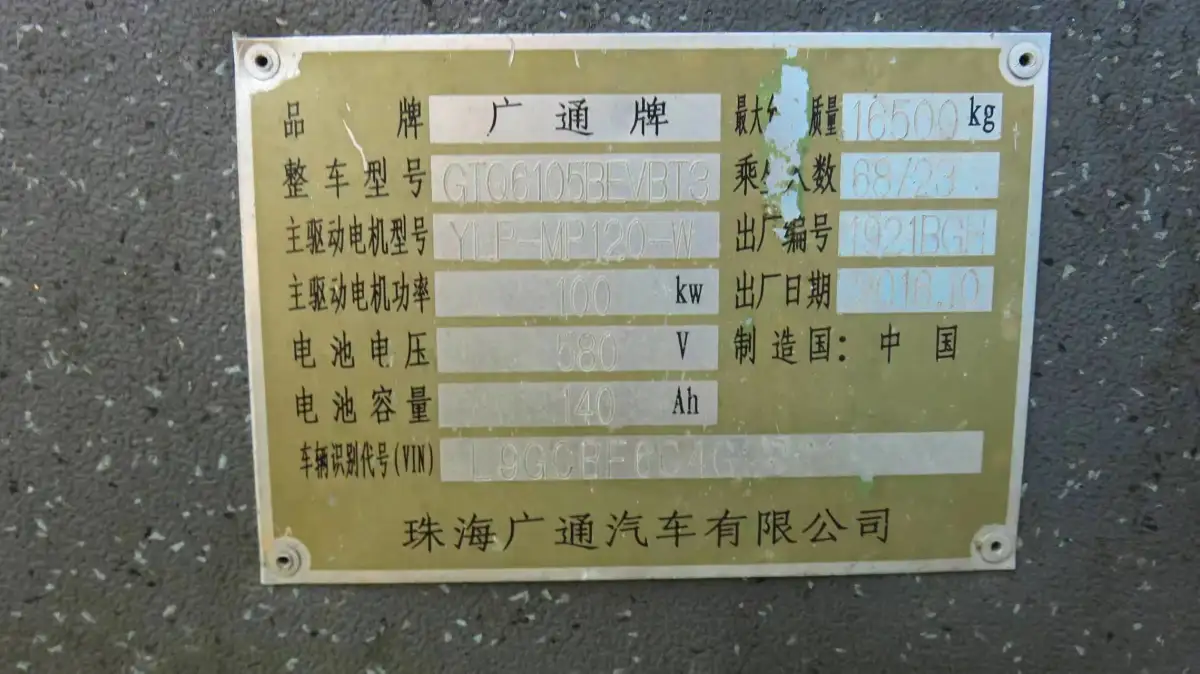 品牌 广通牌 最大 质量 16500 kg
整车型号 GTQ6105BEVBT3 乘 人数 68/23
主驱动电机型号 YLP-MP120-W 出厂编号 1921BGH
主驱动电机功率 100 kw 出厂日期 2016.10
电池电压 580 V 制造国：中国
电池容量 140 Ah
车辆识别代号(VIN)
珠海广通汽车有限公司